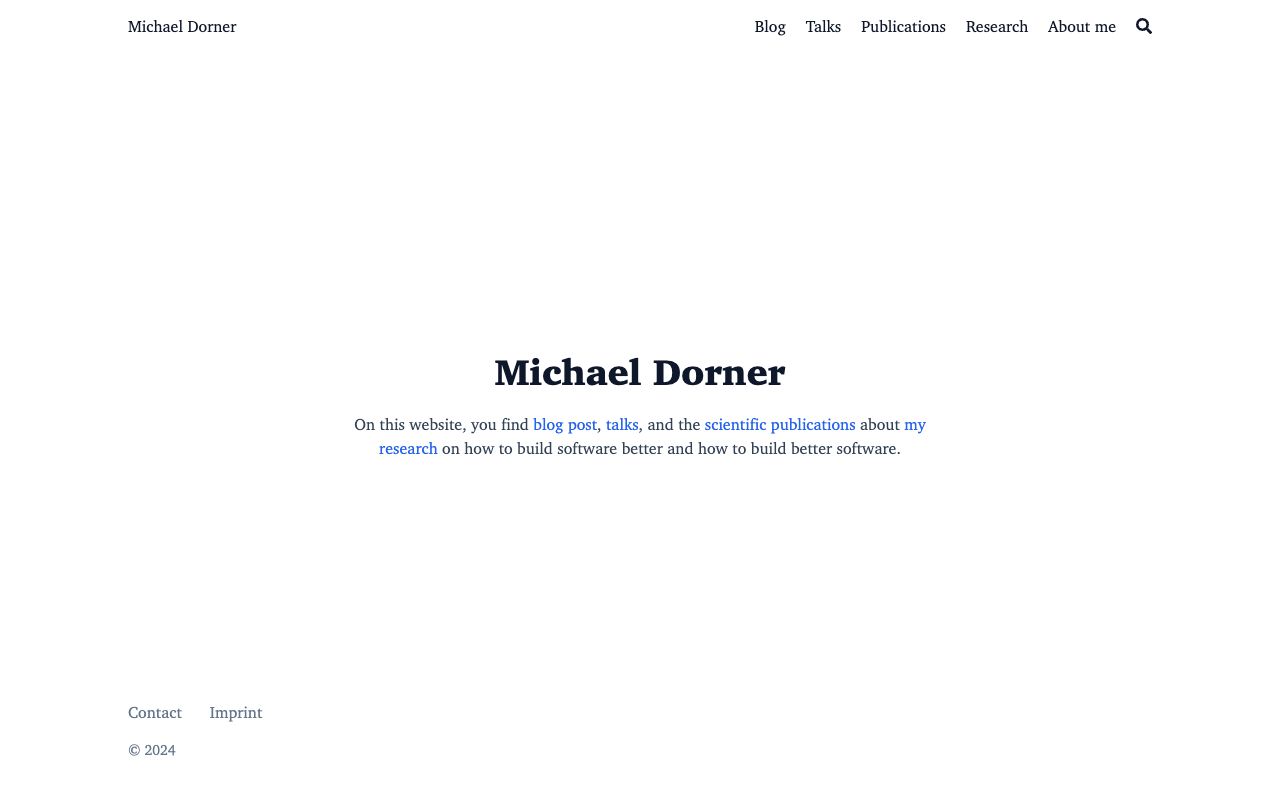 Michael Dorner
Blog Talks Publications Research About me
Michael Dorner
On this website, you find blog post, talks, and the scientific publications about my
research on how to build software better and how to build better software.
Contact Imprint
© 2024